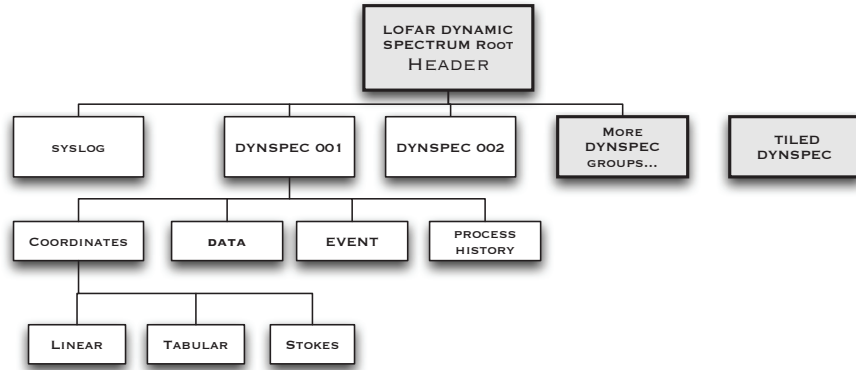 LOFAR DYNAMIC
SPECTRUM ROOT
HEADER
SYSLOG
DYNSPEC 001
DYNSPEC 002
MORE
DYNSPEC
GROUPS...
TILED
DYNSPEC
COORDINATES
DATA
EVENT
PROCESS
HISTORY
LINEAR
TABULAR
STOKES